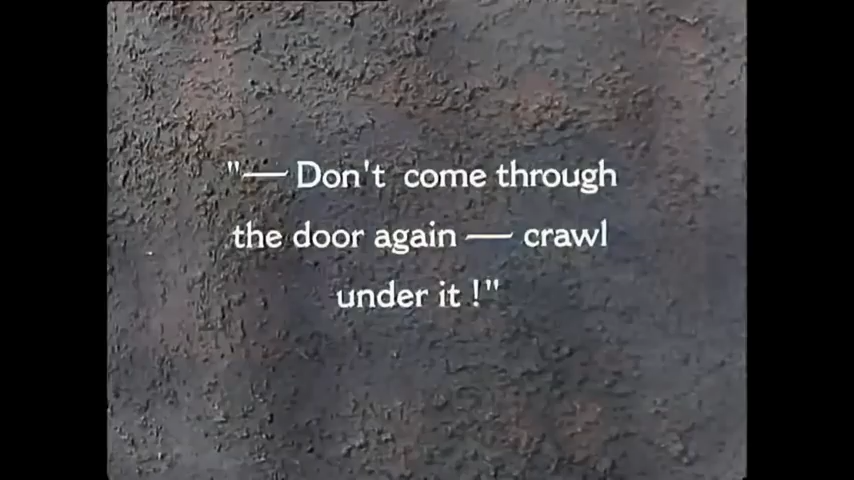 "— Don't come through
the door again — crawl
under it !"